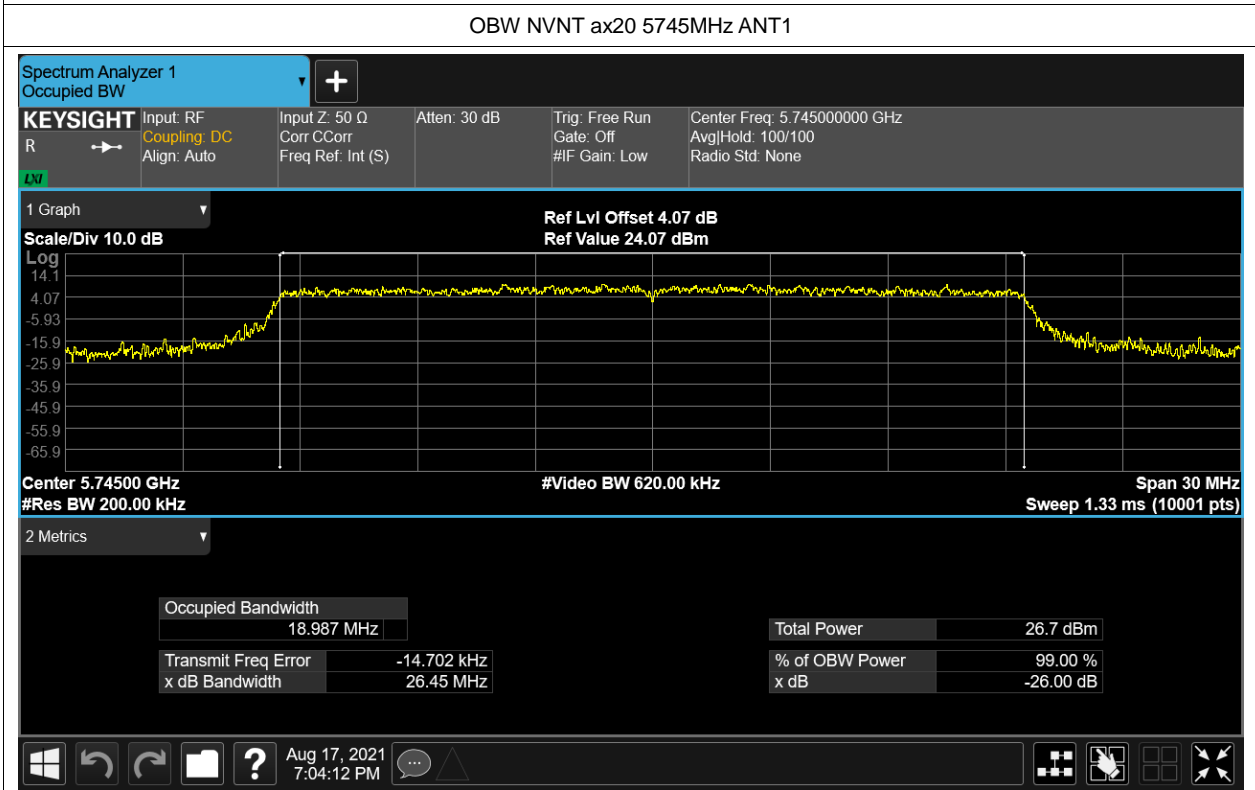 OBW NVNT ax20 5745MHz ANT1
Spectrum Analyzer 1
Occupied BW
KEYSIGHT
R
LXI
Input: RF
Coupling: DC
Align: Auto
Input Z: 50 Ω
Corr CCorr
Freq Ref: Int (S)
Atten: 30 dB
Trig: Free Run
Gate: Off
#IF Gain: Low
Center Freq: 5.745000000 GHz
Avg|Hold: 100/100
Radio Std: None
1 Graph
Ref Lvl Offset 4.07 dB
Scale/Div 10.0 dB
Ref Value 24.07 dBm
Log
14.1
4.07
-5.93
-15.9
-25.9
-35.9
-45.9
-55.9
-65.9
Center 5.74500 GHz
#Video BW 620.00 kHz
Span 30 MHz
#Res BW 200.00 kHz
Sweep 1.33 ms (10001 pts)
2 Metrics
Occupied Bandwidth
18.987 MHz
Total Power 26.7 dBm
Transmit Freq Error -14.702 kHz
% of OBW Power 99.00 %
x dB Bandwidth 26.45 MHz
x dB -26.00 dB
?
Aug 17, 2021
7:04:12 PM